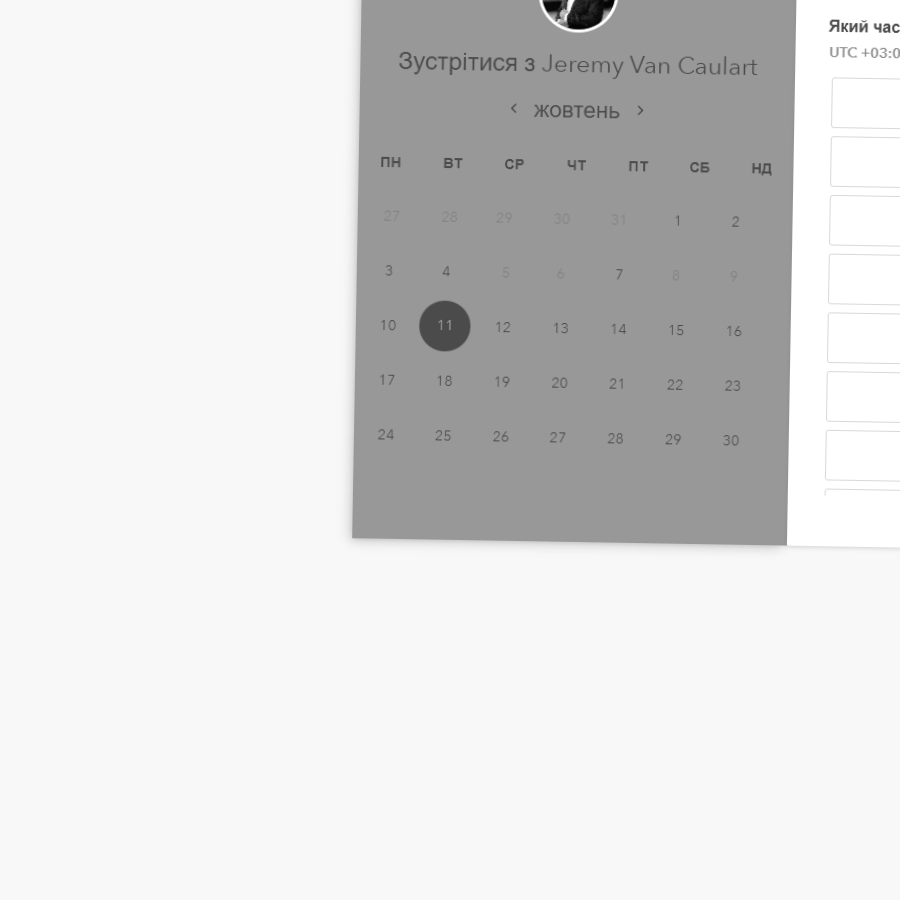 Зустрітися з Jeremy Van Caulart
жовтень
ПН ВТ СР ЧТ ПТ СБ НД
27 28 29 30 31 1 2
3 4 5 6 7 8 9
10 11 12 13 14 15 16
17 18 19 20 21 22 23
24 25 26 27 28 29 30
Який час
UTC +03:0